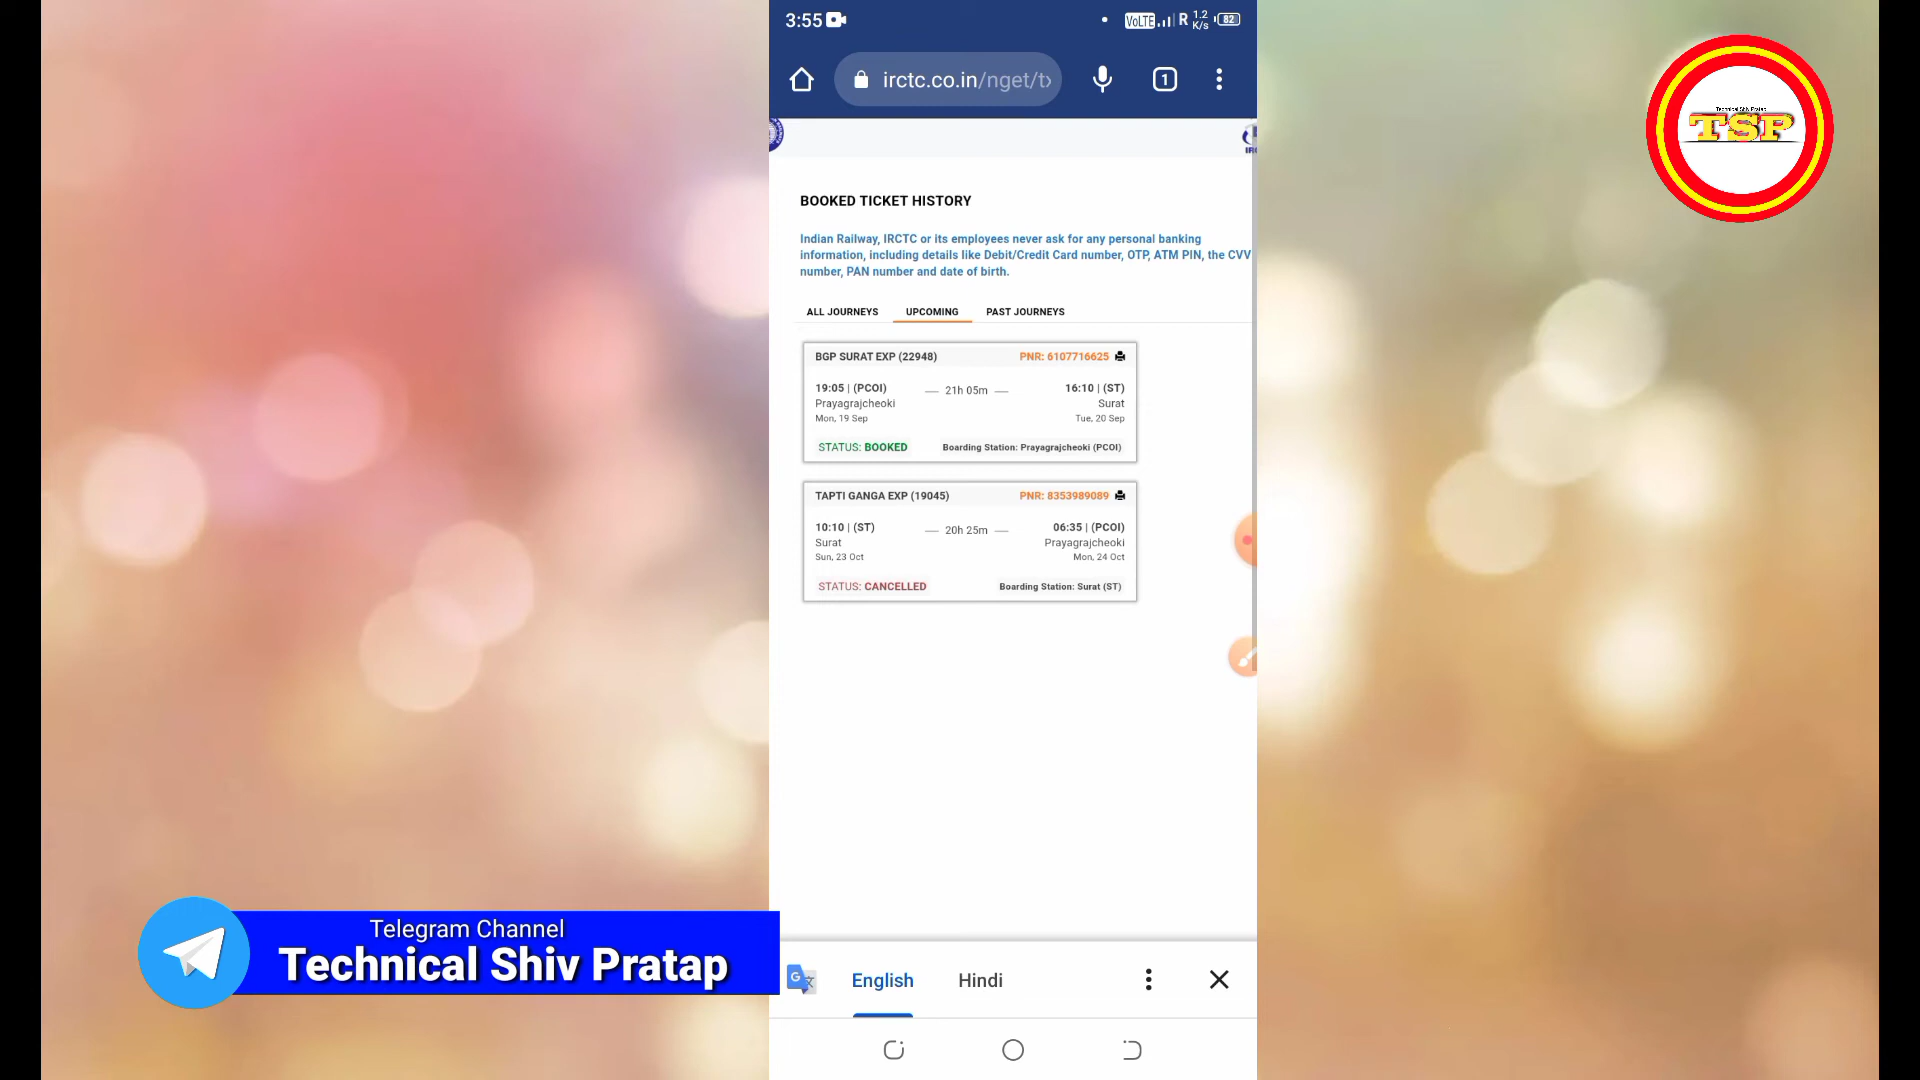 3:55
VoLTE
R
1.2
K/s
82
irctc.co.in/nget/t
1
Technical Shiv Pratap
TSP
BOOKED TICKET HISTORY
Indian Railway, IRCTC or its employees never ask for any personal banking
information, including details like Debit/Credit Card number, OTP, ATM PIN, the CVV
number, PAN number and date of birth.
ALL JOURNEYS UPCOMING PAST JOURNEYS
BGP SURAT EXP (22948) PNR: 6107716625
19:05 | (PCOI) — 21h 05m — 16:10 | (ST)
Prayagrajcheoki Surat
Mon, 19 Sep Tue, 20 Sep
STATUS: BOOKED Boarding Station: Prayagrajcheoki (PCOI)
TAPTI GANGA EXP (19045) PNR: 8353989089
10:10 | (ST) — 20h 25m — 06:35 | (PCOI)
Surat Prayagrajcheoki
Sun, 23 Oct Mon, 24 Oct
STATUS: CANCELLED Boarding Station: Surat (ST)
Telegram Channel
Technical Shiv Pratap
G
English Hindi